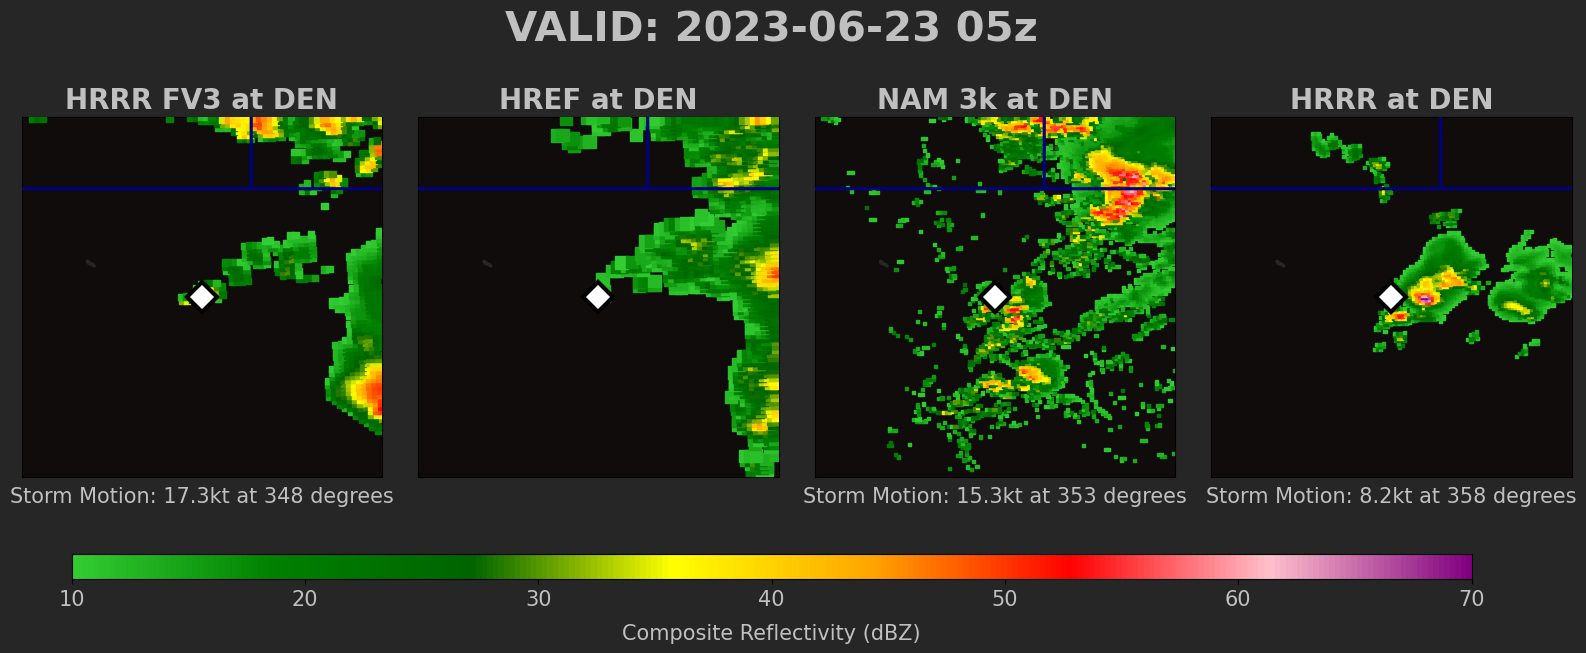 VALID: 2023-06-23 05z
HRRR FV3 at DEN
HREF at DEN
NAM 3k at DEN
HRRR at DEN
Storm Motion: 17.3kt at 348 degrees
Storm Motion: 15.3kt at 353 degrees
Storm Motion: 8.2kt at 358 degrees
10 20 30 40 50 60 70
Composite Reflectivity (dBZ)